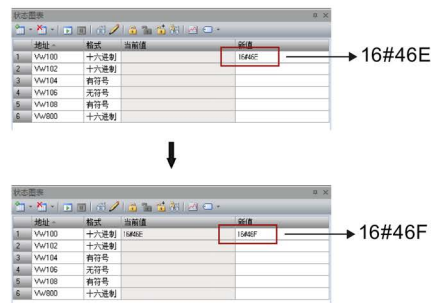 状态图表
地址 格式 当前值 新值
1 VW100 十六进制 16#46E
2 VW102 十六进制
3 VW104 有符号
4 VW106 无符号
5 VW108 有符号
6 VW800 十六进制
16#46E
状态图表
地址 格式 当前值 新值
1 VW100 十六进制 16#46E 16#46F
2 VW102 十六进制
3 VW104 有符号
4 VW106 无符号
5 VW108 有符号
6 VW800 十六进制
16#46F